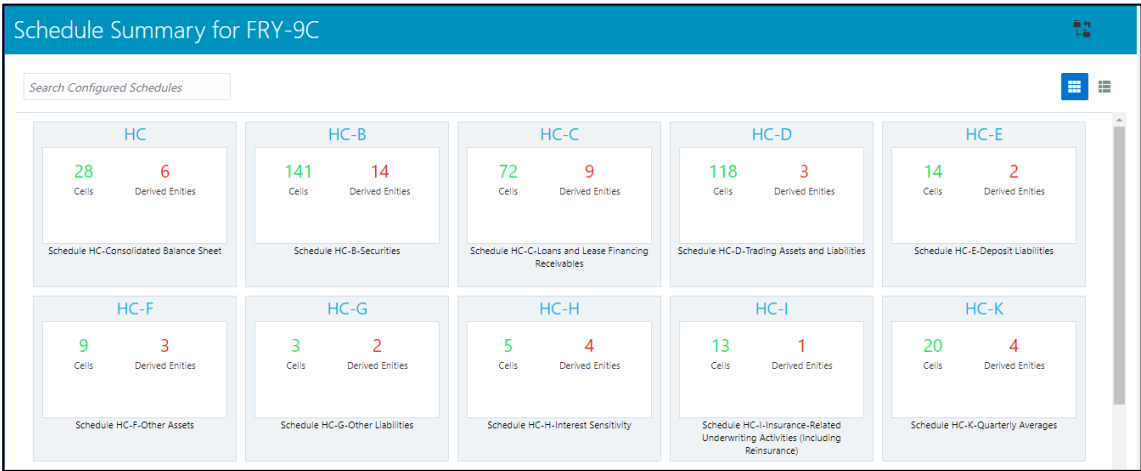 Schedule Summary for FRY-9C
Search Configured Schedules
HC
28 6
Cells Derived Enities
Schedule HC-Consolidated Balance Sheet
HC-B
141 14
Cells Derived Enities
Schedule HC-B-Securities
HC-C
72 9
Cells Derived Enities
Schedule HC-C-Loans and Lease Financing
Receivables
HC-D
118 3
Cells Derived Enities
Schedule HC-D-Trading Assets and Liabilities
HC-E
14 2
Cells Derived Enities
Schedule HC-E-Deposit Liabilities
HC-F
9 3
Cells Derived Enities
Schedule HC-F-Other Assets
HC-G
3 2
Cells Derived Enities
Schedule HC-G-Other Liabilities
HC-H
5 4
Cells Derived Enities
Schedule HC-H-Interest Sensitivity
HC-I
13 1
Cells Derived Enities
Schedule HC-I-Insurance-Related
Underwriting Activities (Including
Reinsurance)
HC-K
20 4
Cells Derived Enities
Schedule HC-K-Quarterly Averages